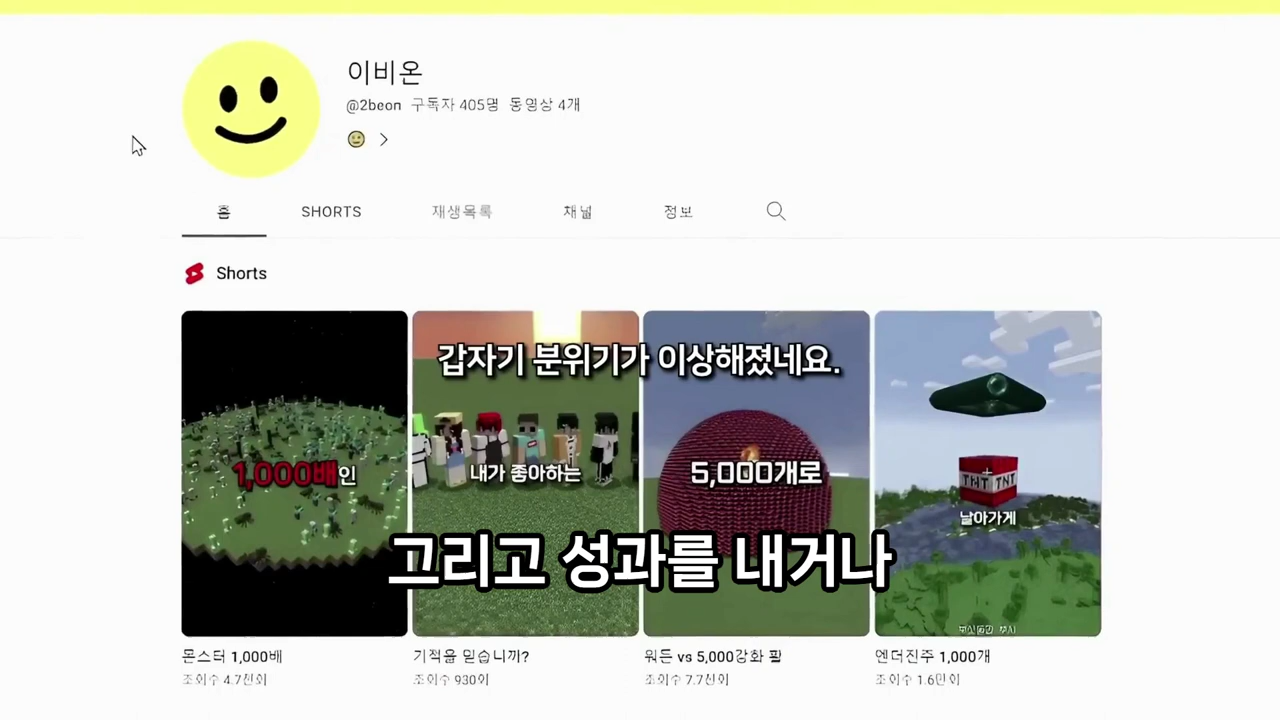 이비온
@2beon 구독자 405명 동영상 4개
홈 SHORTS 재생목록 채널 정보
Shorts
갑자기 분위기가 이상해졌네요.
1,000배인
내가 좋아하는
5,000개로
TNT TNT
날아가게
그리고 성과를 내거나
몬스터 1,000배
기적을 믿습니까?
워든 vs 5,000강화 활
엔더진주 1,000개
조회수 4.7천회
조회수 930회
조회수 7.7천회
조회수 1.6만회